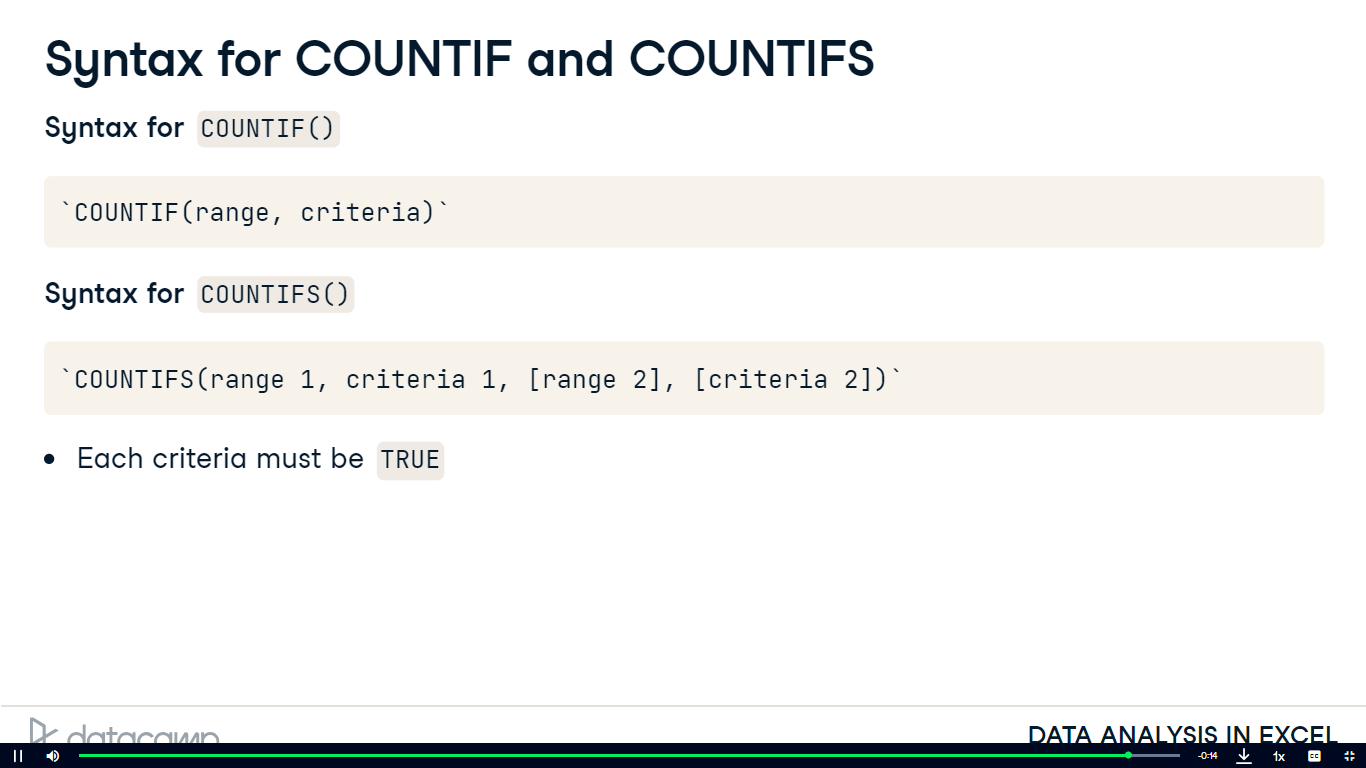 Syntax for COUNTIF and COUNTIFS
Syntax for COUNTIF()
`COUNTIF(range, criteria)`
Syntax for COUNTIFS()
`COUNTIFS(range 1, criteria 1, [range 2], [criteria 2])`
• Each criteria must be TRUE
datacamp
DATA ANALYSIS IN EXCEL
-0:14
1x
CC